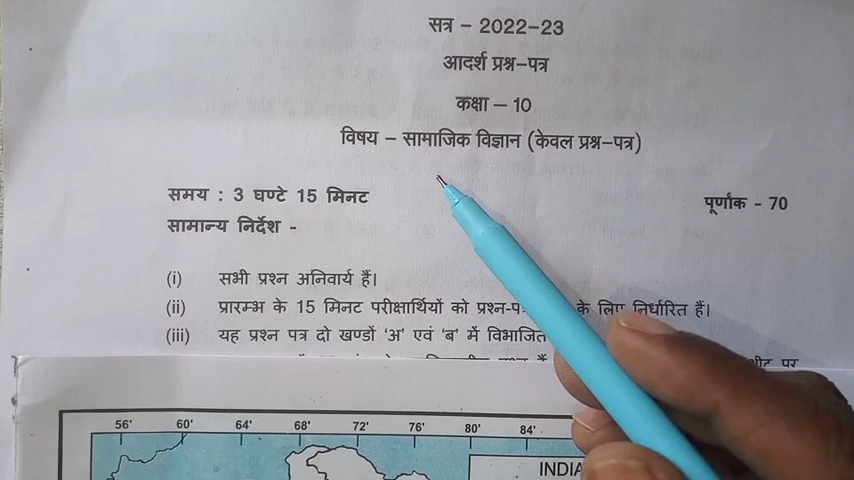 सत्र – 2022-23
आदर्श प्रश्न-पत्र
कक्षा – 10
विषय – सामाजिक विज्ञान (केवल प्रश्न-पत्र)
समय : 3 घण्टे 15 मिनट
पूर्णांक - 70
सामान्य निर्देश -
(i) सभी प्रश्न अनिवार्य हैं।
(ii) प्रारम्भ के 15 मिनट परीक्षार्थियों को प्रश्न-प के लिए निर्धारित हैं।
(iii) यह प्रश्न पत्र दो खण्डों 'अ' एवं 'ब' में विभाजित
56' 60' 64' 68' 72' 76' 80' 84'
INDIA